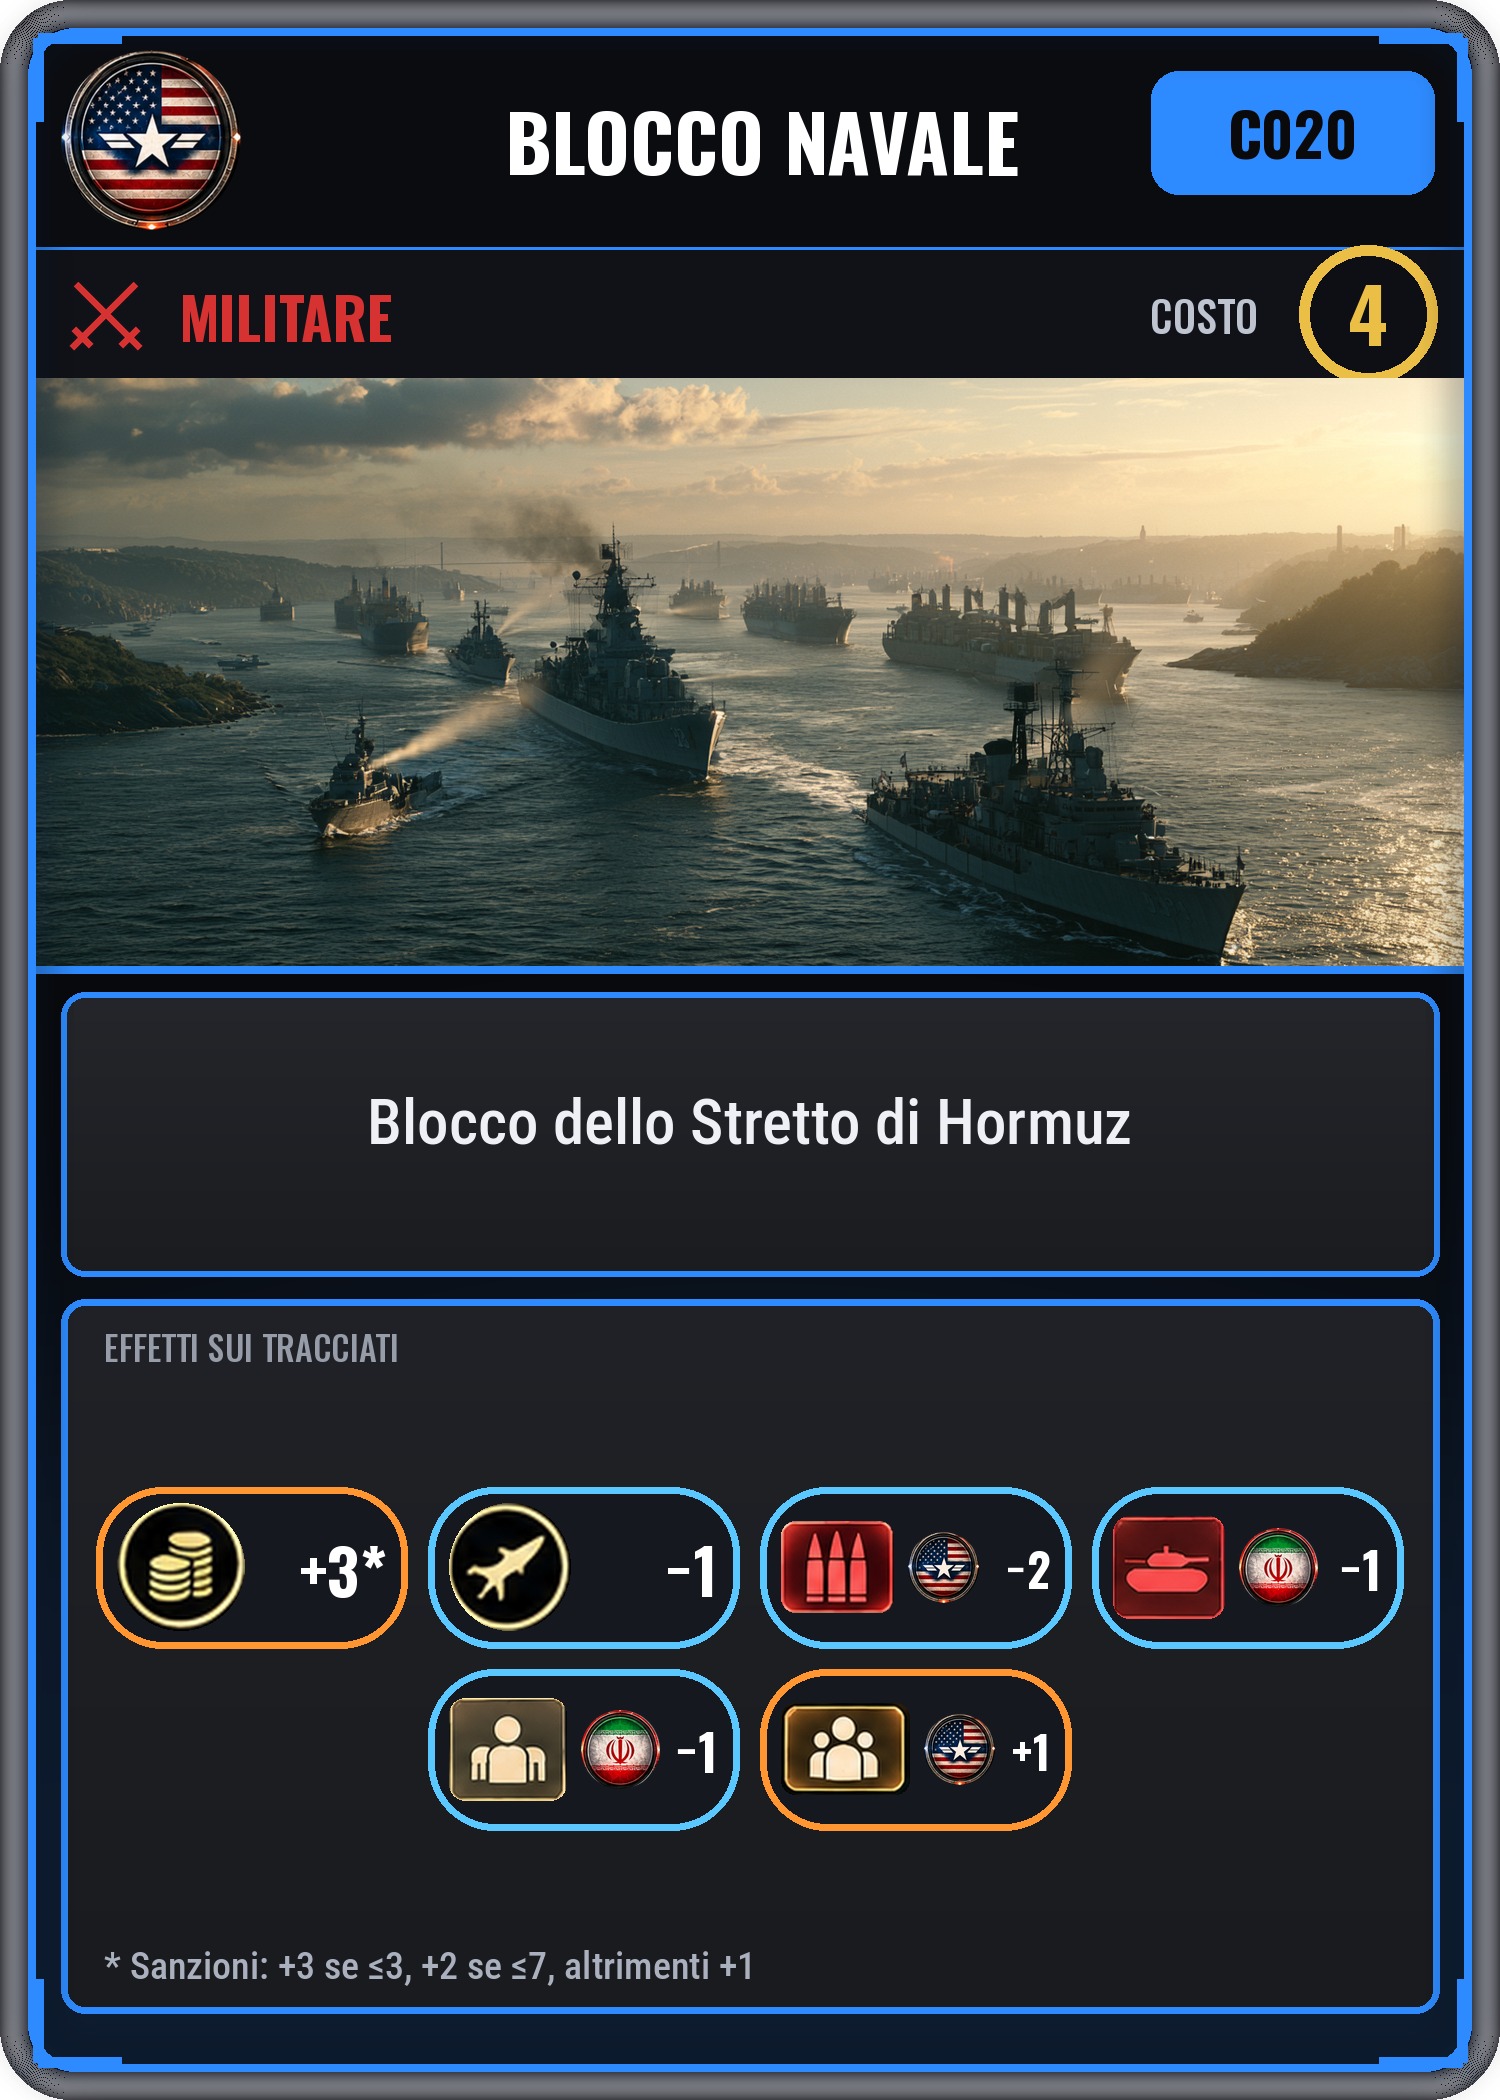 BLOCCO NAVALE
C020
MILITARE
COSTO
4
Blocco dello Stretto di Hormuz
EFFETTI SUI TRACCIATI
+3*
−1
−2
−1
−1
+1
* Sanzioni: +3 se ≤3, +2 se ≤7, altrimenti +1